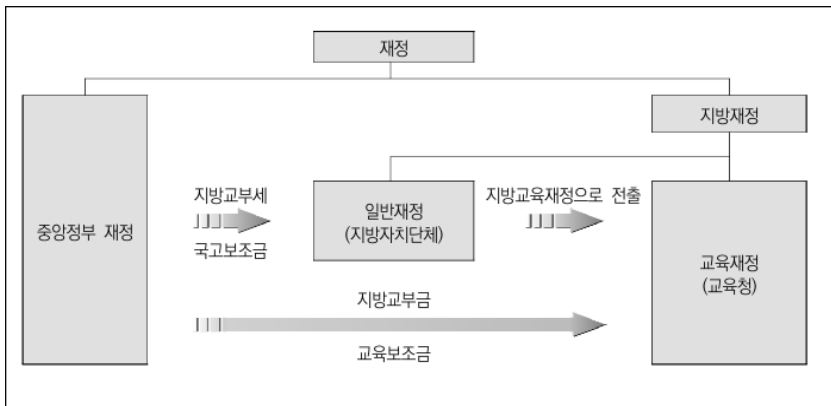 재정
지방재정
지방교부세
국고보조금
중앙정부 재정
일반재정
(지방자치단체)
지방교육재정으로 전출
교육재정
(교육청)
지방교부금
교육보조금